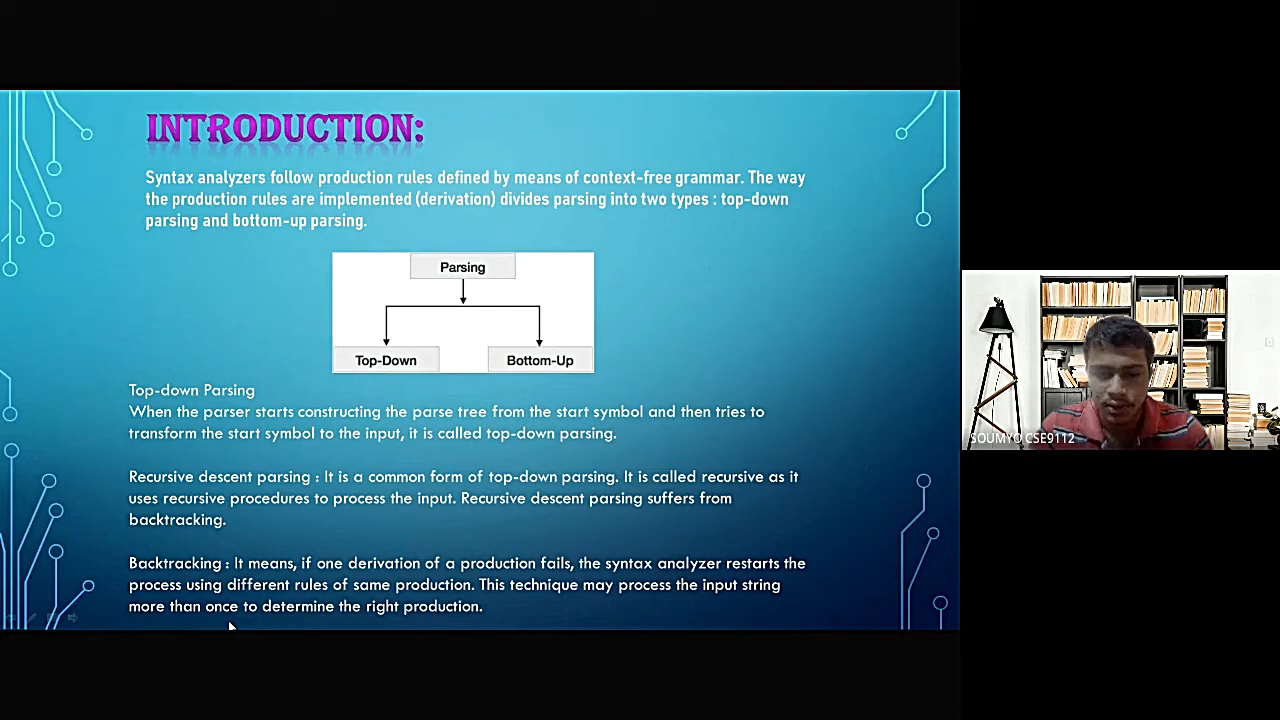 INTRODUCTION:
Syntax analyzers follow production rules defined by means of context-free grammar. The way
the production rules are implemented (derivation) divides parsing into two types : top-down
parsing and bottom-up parsing.
Parsing
Top-Down
Bottom-Up
Top-down Parsing
When the parser starts constructing the parse tree from the start symbol and then tries to
transform the start symbol to the input, it is called top-down parsing.
Recursive descent parsing : It is a common form of top-down parsing. It is called recursive as it
uses recursive procedures to process the input. Recursive descent parsing suffers from
backtracking.
Backtracking : It means, if one derivation of a production fails, the syntax analyzer restarts the
process using different rules of same production. This technique may process the input string
more than once to determine the right production.
SOUMYO CSE9112